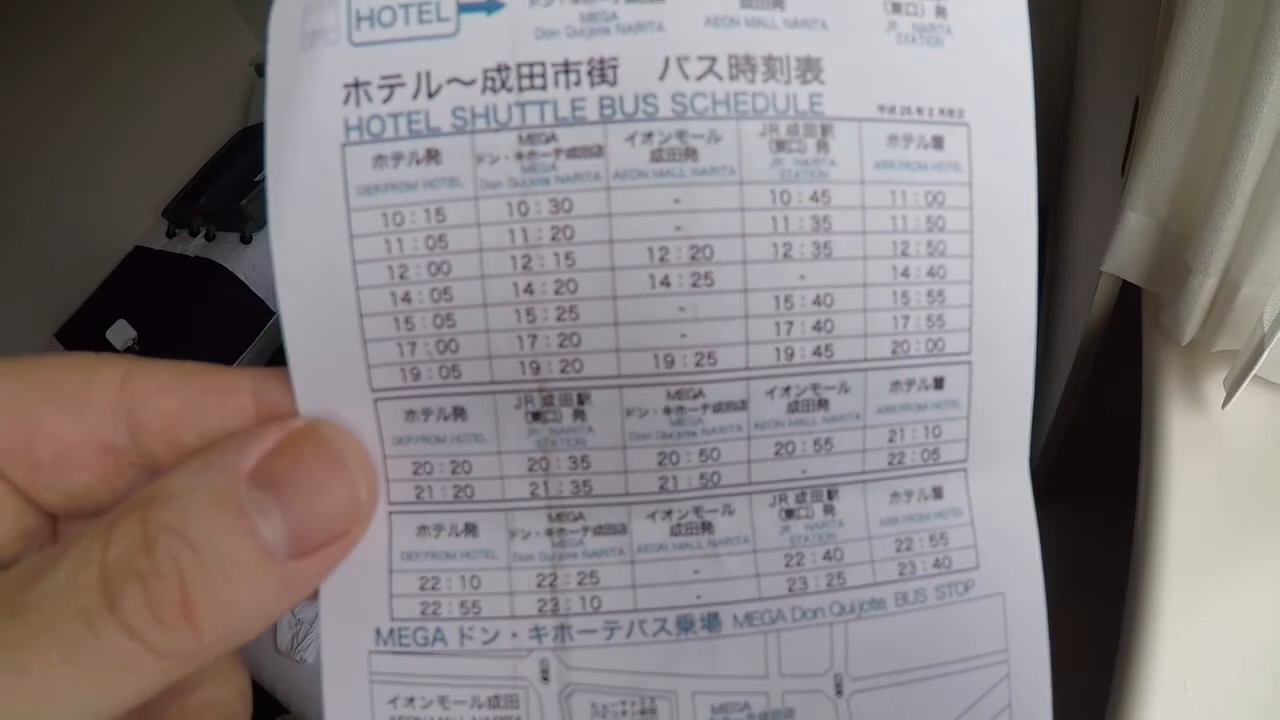 HOTEL
MEGA
Don Quijote NARITA
成田発
AEON MALL NARITA
(東口) 発
JR NARITA
STATION
ホテル～成田市街 バス時刻表
HOTEL SHUTTLE BUS SCHEDULE
ホテル発 MEGA ドン・キホーテ成田店 イオンモール成田発 JR成田駅(東口)発 ホテル着
DEP.FROM HOTEL MEGA Don Quijote NARITA AEON MALL NARITA JR NARITA STATION ARR.FROM HOTEL
10:15 10:30 - 10:45 11:00
11:05 11:20 - 11:35 11:50
12:00 12:15 12:20 12:35 12:50
14:05 14:20 14:25 - 14:40
15:05 15:25 - 15:40 15:55
17:00 17:20 - 17:40 17:55
19:05 19:20 19:25 19:45 20:00
ホテル発 JR成田駅(東口)発 MEGA ドン・キホーテ成田店 イオンモール成田発 ホテル着
DEP.FROM HOTEL JR NARITA STATION MEGA Don Quijote NARITA AEON MALL NARITA ARR.FROM HOTEL
20:20 20:35 20:50 20:55 21:10
21:20 21:35 21:50 - 22:05
ホテル発 MEGA ドン・キホーテ成田店 イオンモール成田発 JR成田駅(東口)発 ホテル着
DEP.FROM HOTEL MEGA Don Quijote NARITA AEON MALL NARITA JR NARITA STATION ARR.FROM HOTEL
22:10 22:25 - 22:40 22:55
22:55 23:10 - 23:25 23:40
MEGA ドン・キホーテバス乗場 MEGA Don Quijote BUS STOP
イオンモール成田
MEGA